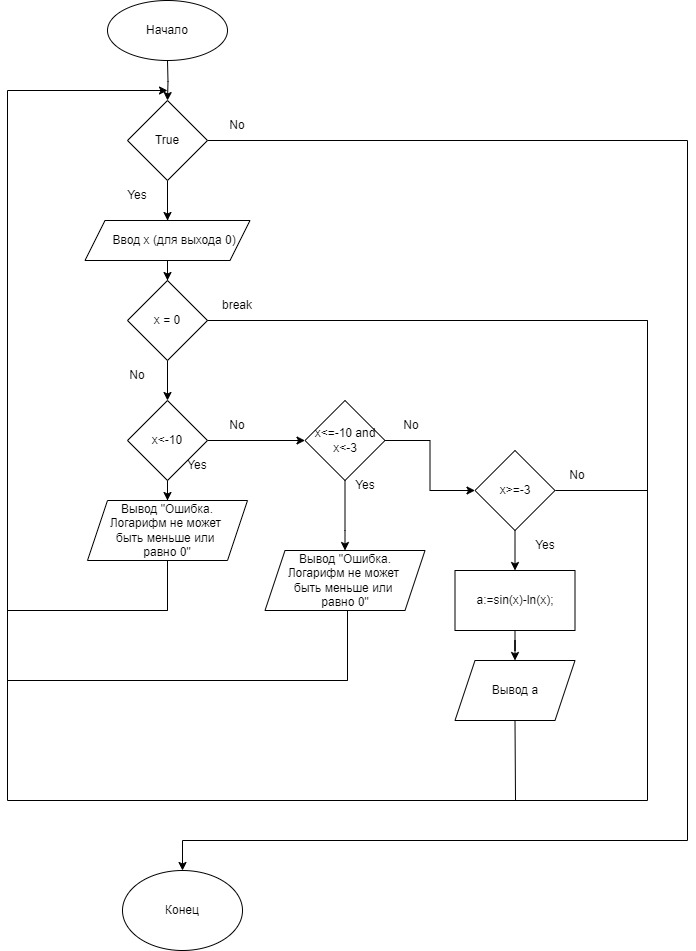 Начало
True
No
Yes
Ввод x (для выхода 0)
x = 0
break
No
x<-10
No
Yes
x<=-10 and
x<-3
No
Yes
x>=-3
No
Yes
Вывод "Ошибка.
Логарифм не может
быть меньше или
равно 0"
Вывод "Ошибка.
Логарифм не может
быть меньше или
равно 0"
a:=sin(x)-ln(x);
Вывод a
Конец